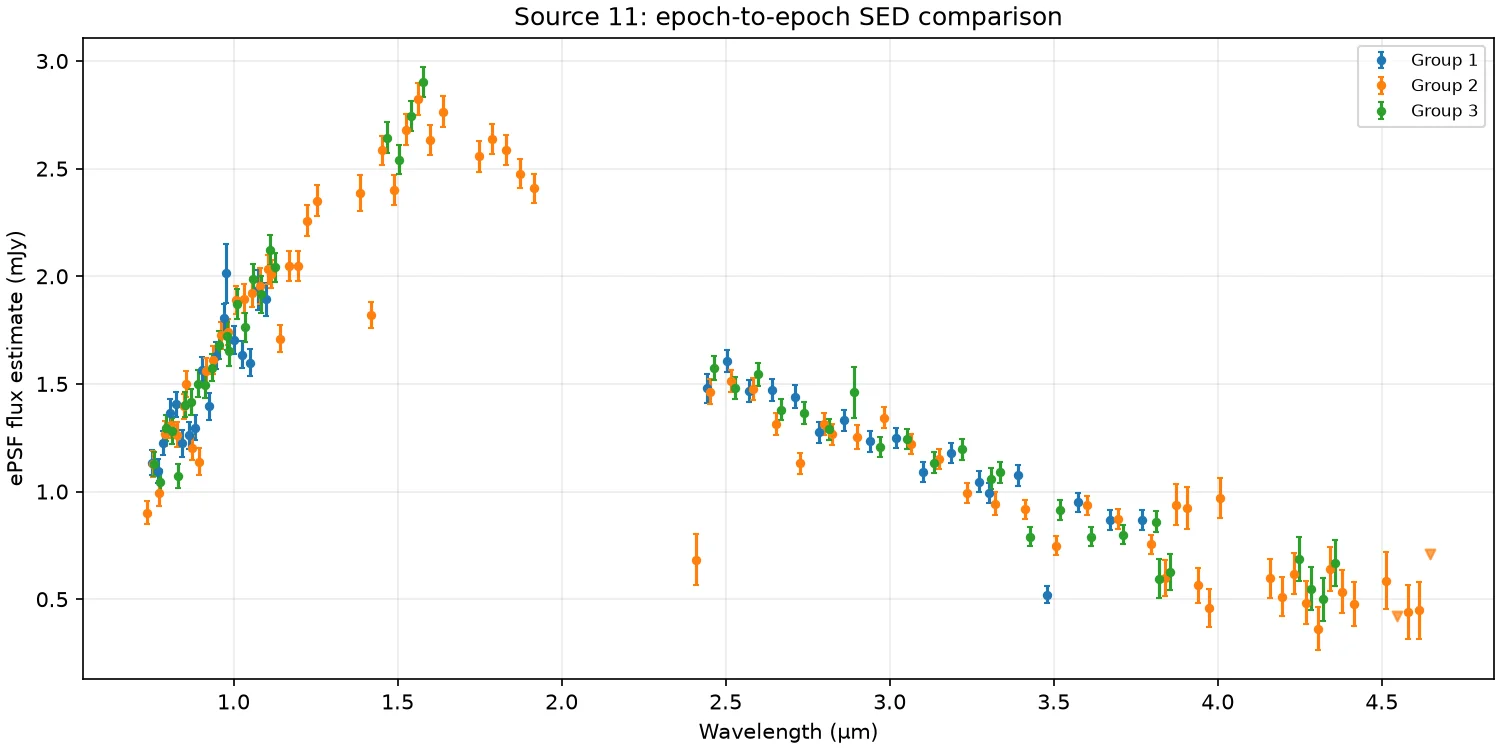 Source 11: epoch-to-epoch SED comparison
ePSF flux estimate (mJy)
3.0
2.5
2.0
1.5
1.0
0.5
Group 1
Group 2
Group 3
1.0 1.5 2.0 2.5 3.0 3.5 4.0 4.5
Wavelength (µm)